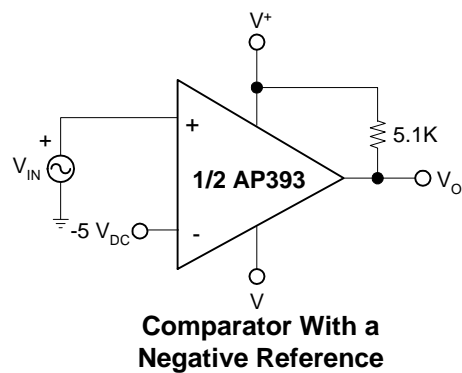 V+
+
5.1K
+
VIN
1/2 AP393
VO
-5 VDC
-
V
Comparator With a
Negative Reference